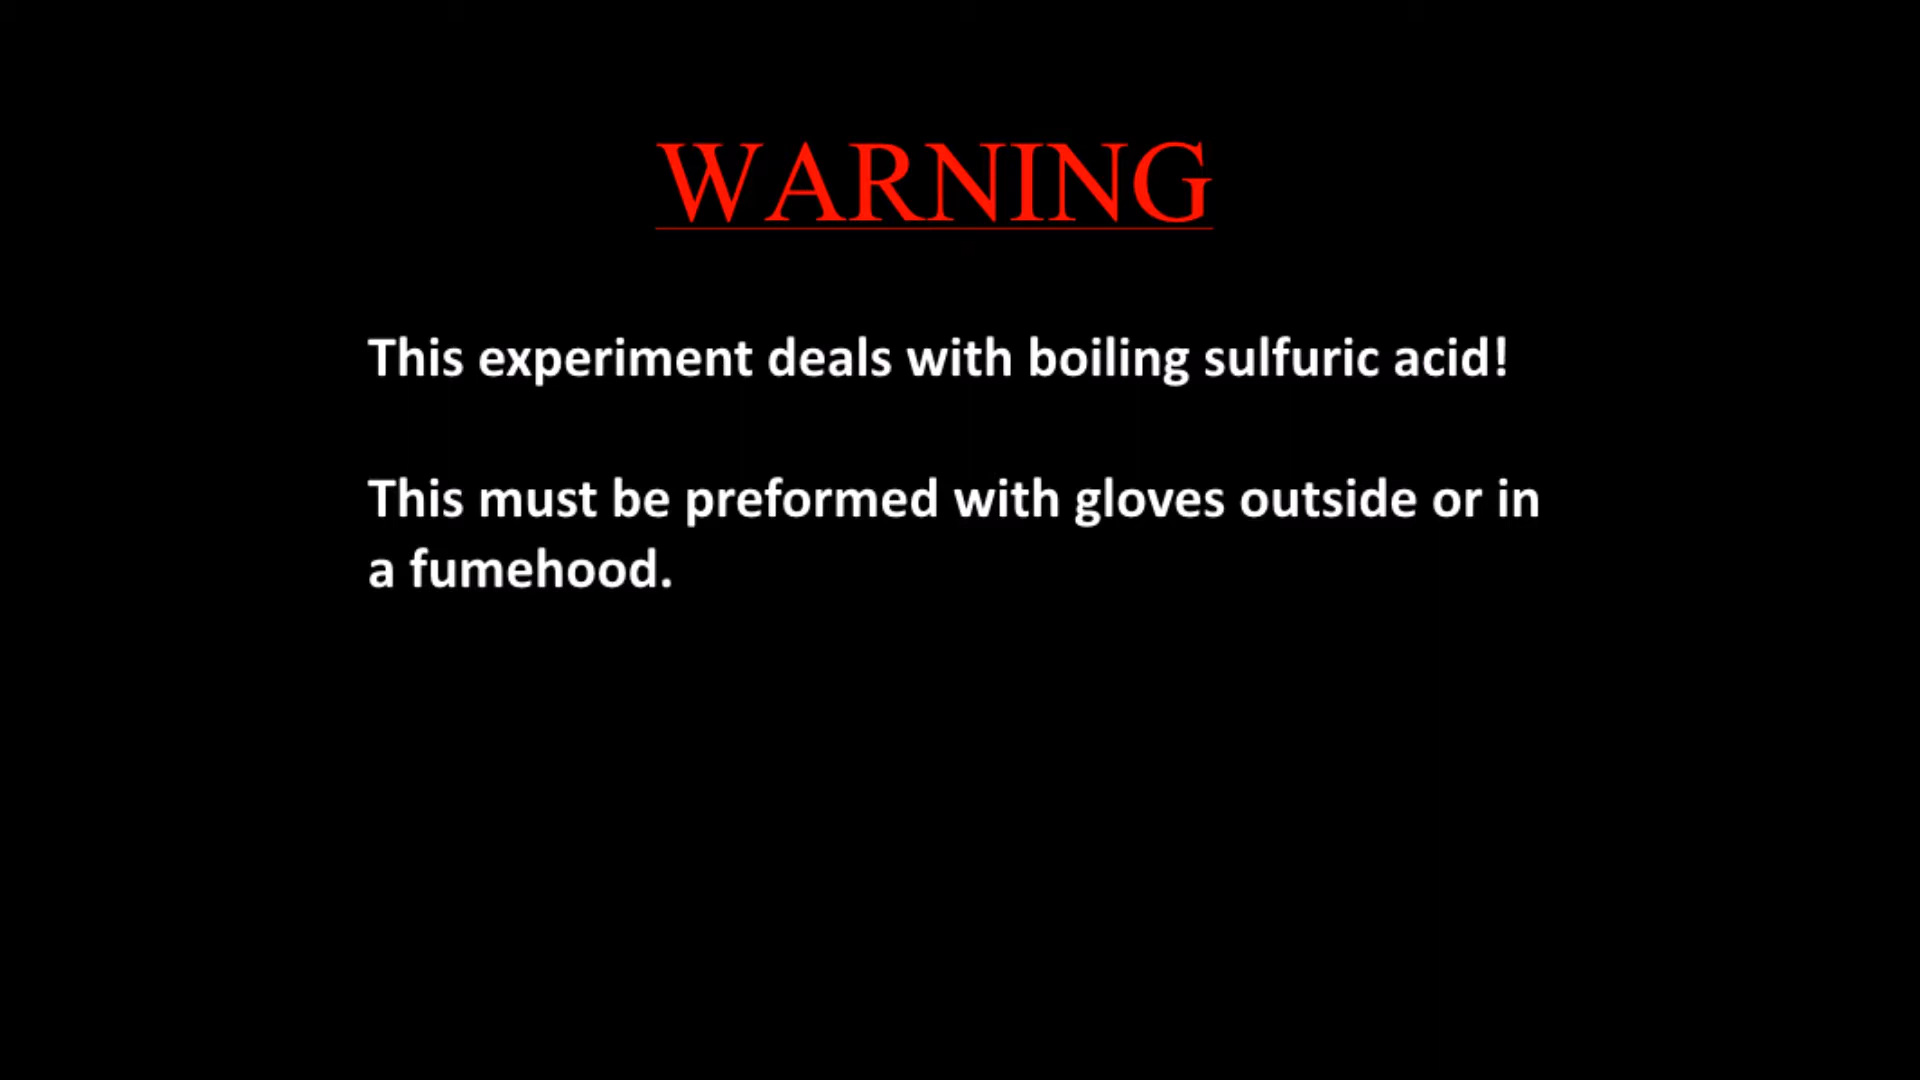 WARNING
This experiment deals with boiling sulfuric acid!
This must be preformed with gloves outside or in
a fumehood.